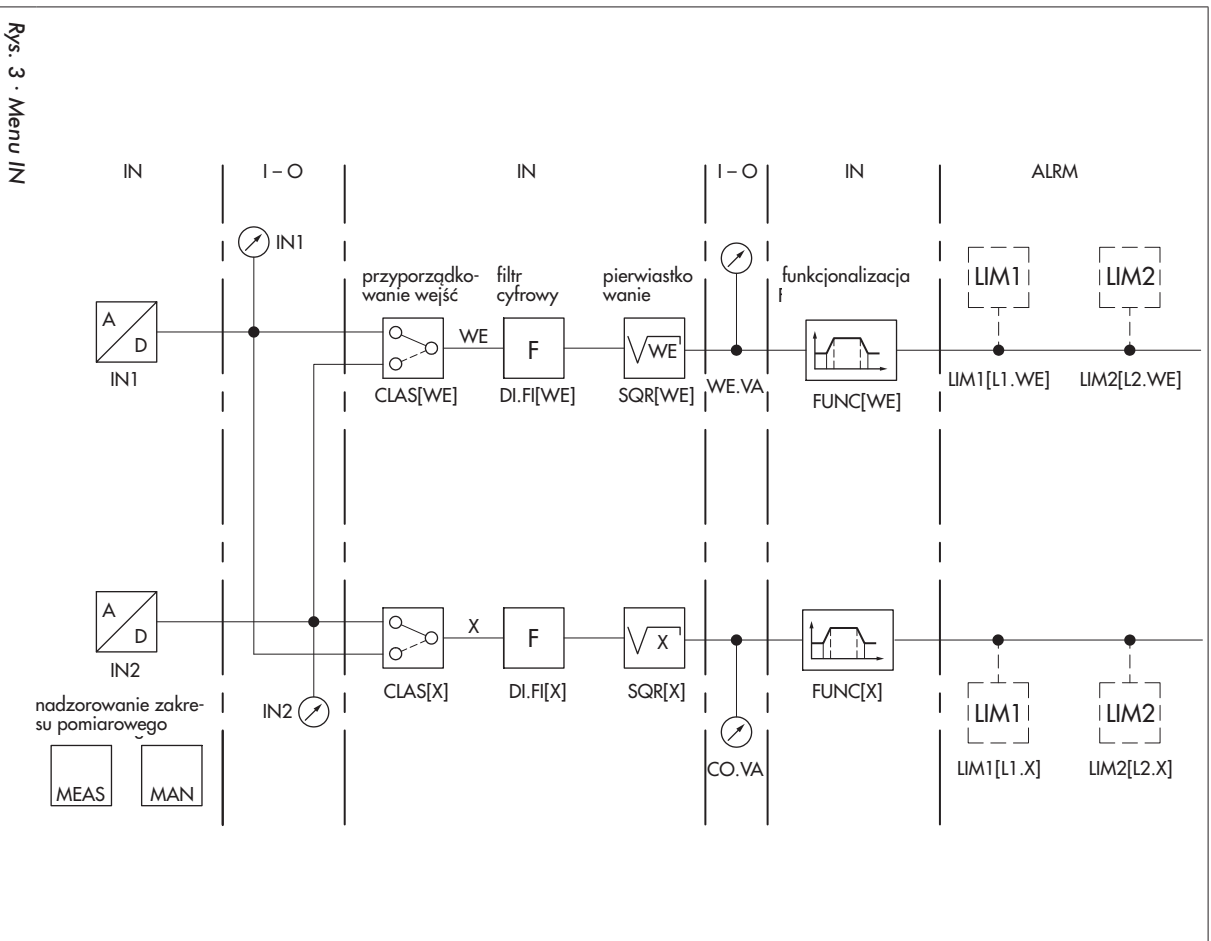 Rys. 3 · Menu IN
IN
I – O
IN
I – O
IN
ALRM
IN1
LIM1
LIM2
przyporządko-
wanie wejść
filtr
cyfrowy
pierwiastko
wanie
funkcjonalizacja
F
A
D
WE
F
√WE
IN1
CLAS[WE]
DI.FI[WE]
SQR[WE]
WE.VA
FUNC[WE]
LIM1[L1.WE]
LIM2[L2.WE]
A
D
X
F
√X
IN2
CLAS[X]
DI.FI[X]
SQR[X]
FUNC[X]
nadzorowanie zakre-
su pomiarowego
IN2
LIM1
LIM2
MEAS
MAN
CO.VA
LIM1[L1.X]
LIM2[L2.X]